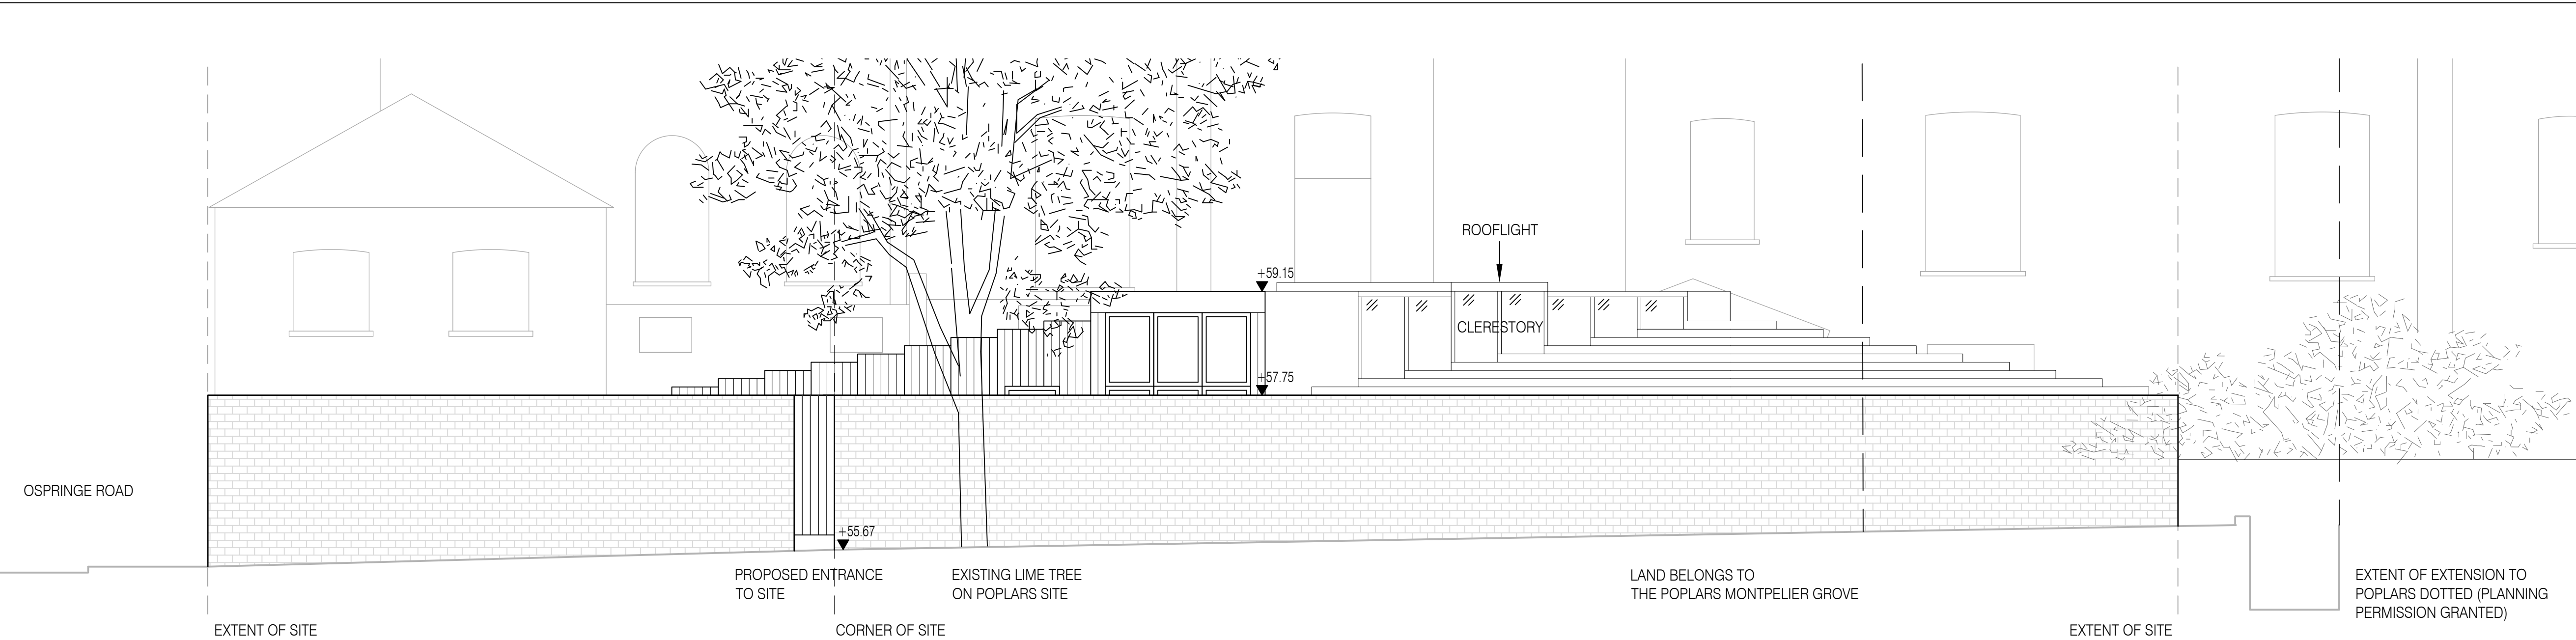 ROOFLIGHT
+59.15
CLERESTORY
+57.75
OSPRINGE ROAD
+55.67
PROPOSED ENTRANCE
TO SITE
EXISTING LIME TREE
ON POPLARS SITE
LAND BELONGS TO
THE POPLARS MONTPELIER GROVE
EXTENT OF EXTENSION TO
POPLARS DOTTED (PLANNING
PERMISSION GRANTED)
EXTENT OF SITE
CORNER OF SITE
EXTENT OF SITE